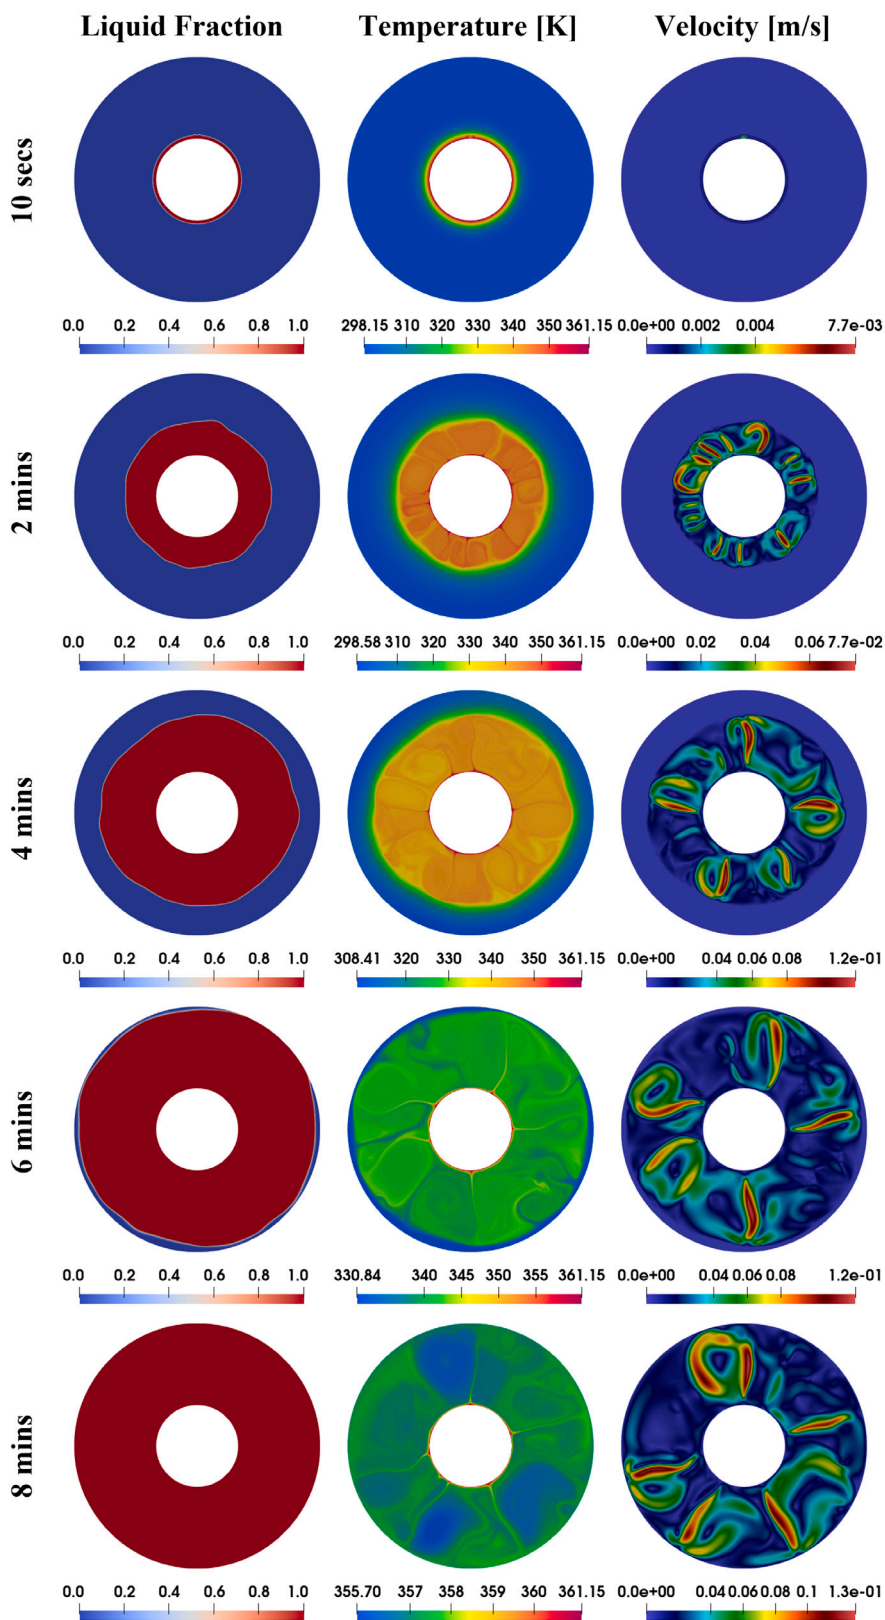 Liquid Fraction Temperature [K] Velocity [m/s]
10 secs
0.0 0.2 0.4 0.6 0.8 1.0 298.15 310 320 330 340 350 361.15 0.0e+00 0.002 0.004 7.7e-03
2 mins
0.0 0.2 0.4 0.6 0.8 1.0 298.58 310 320 330 340 350 361.15 0.0e+00 0.02 0.04 0.06 7.7e-02
4 mins
0.0 0.2 0.4 0.6 0.8 1.0 308.41 320 330 340 350 361.15 0.0e+00 0.04 0.06 0.08 1.2e-01
6 mins
0.0 0.2 0.4 0.6 0.8 1.0 330.84 340 345 350 355 361.15 0.0e+00 0.04 0.06 0.08 1.2e-01
8 mins
0.0 0.2 0.4 0.6 0.8 1.0 355.70 357 358 359 360 361.15 0.0e+00 0.04 0.06 0.08 0.1 1.3e-01